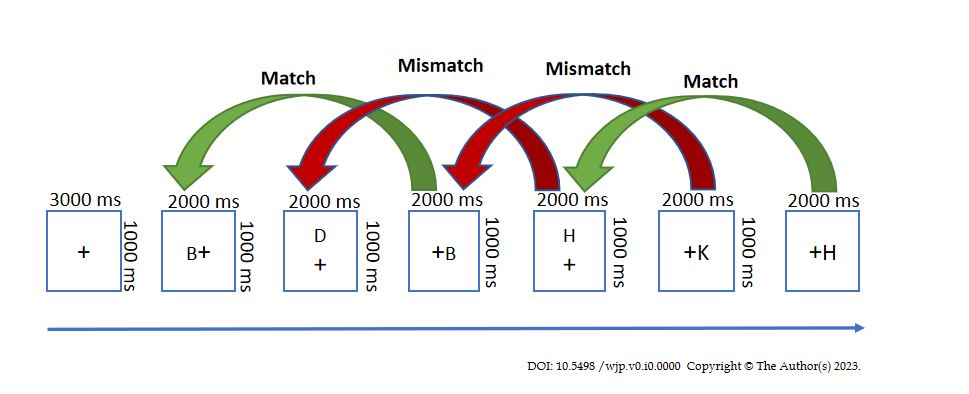 Match
Mismatch
Mismatch
Match
3000 ms
2000 ms
2000 ms
2000 ms
2000 ms
2000 ms
2000 ms
+
1000 ms
B+
1000 ms
D
+
1000 ms
+B
1000 ms
H
+
1000 ms
+K
1000 ms
+H
DOI: 10.5498 /wjp.v0.i0.0000 Copyright © The Author(s) 2023.